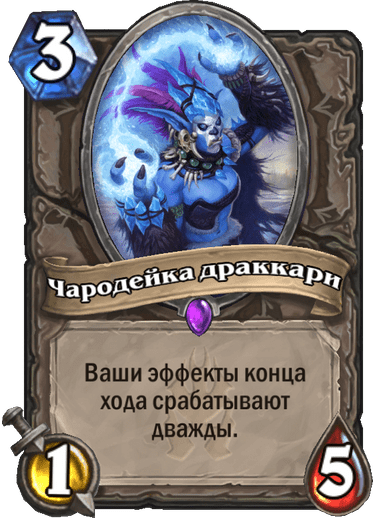 3
Чародейка драккари
Ваши эффекты конца
хода срабатывают
дважды.
1
5